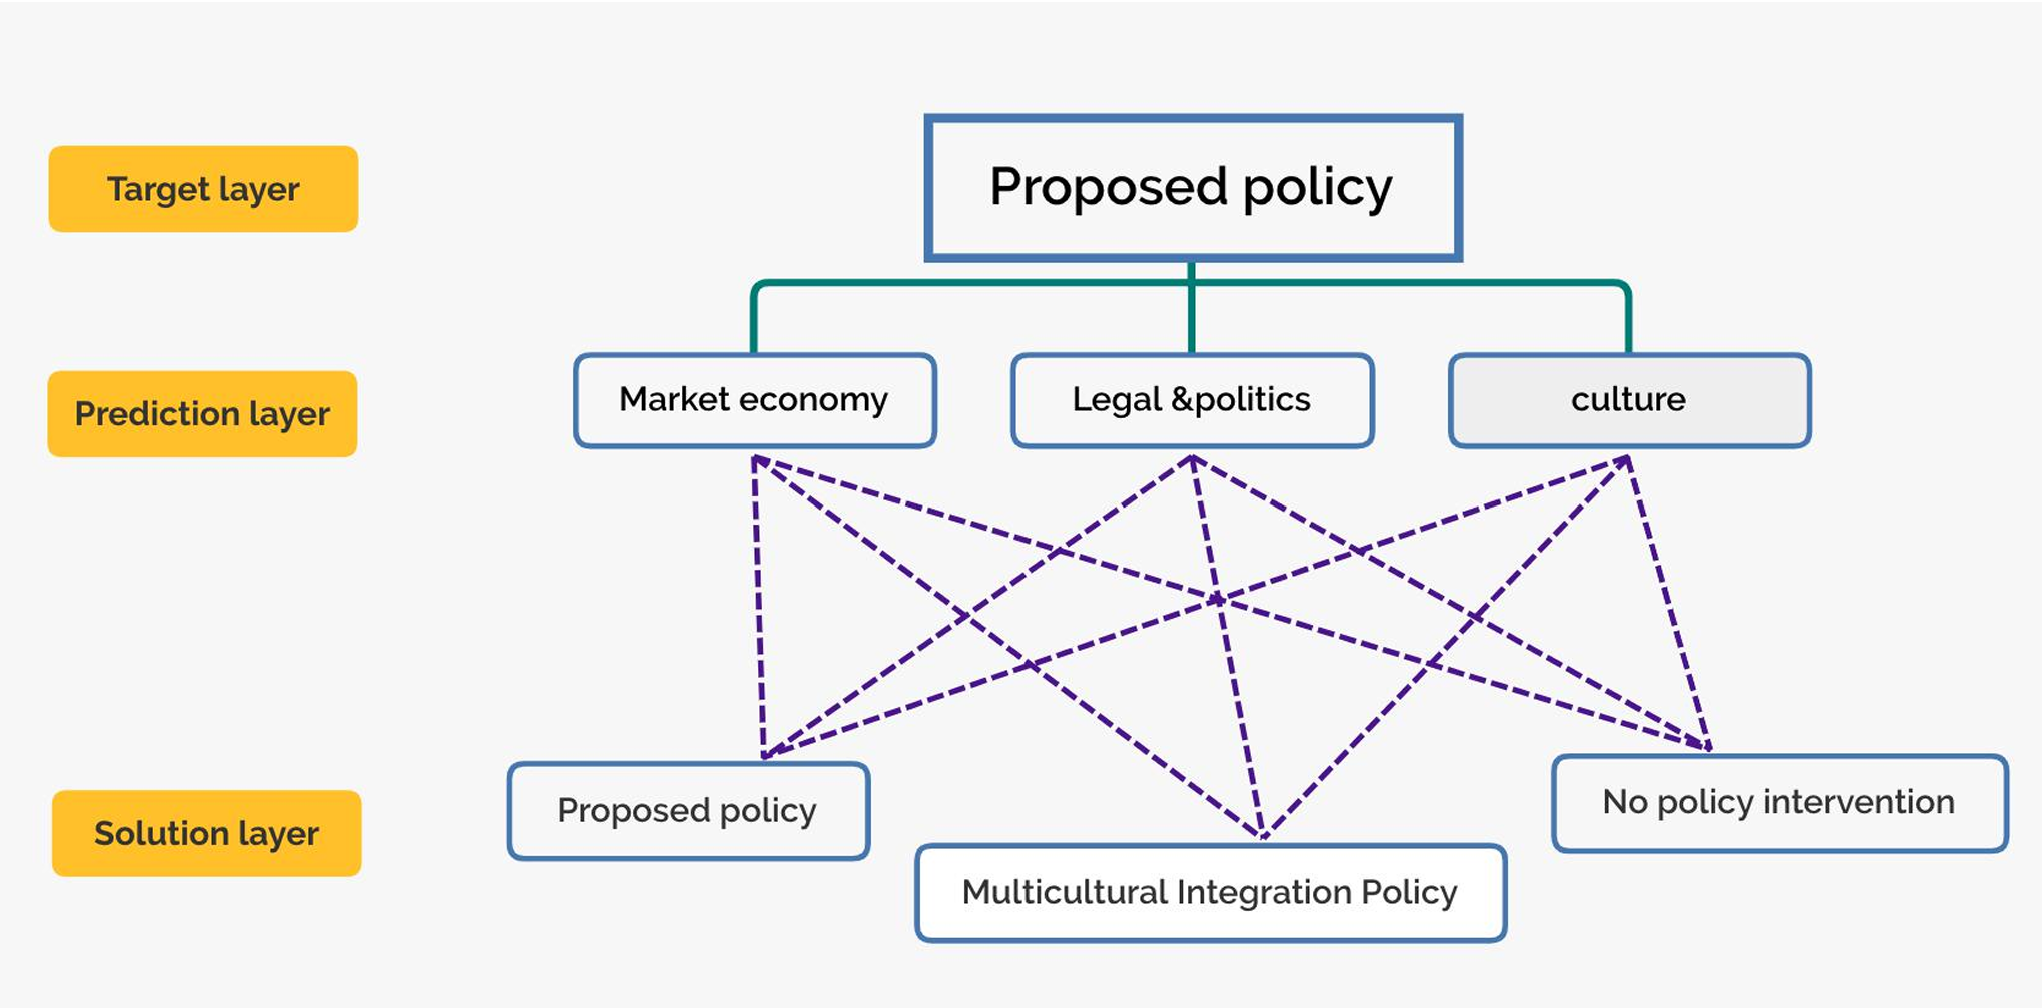 Target layer
Proposed policy
Prediction layer
Market economy
Legal &politics
culture
Solution layer
Proposed policy
Multicultural Integration Policy
No policy intervention